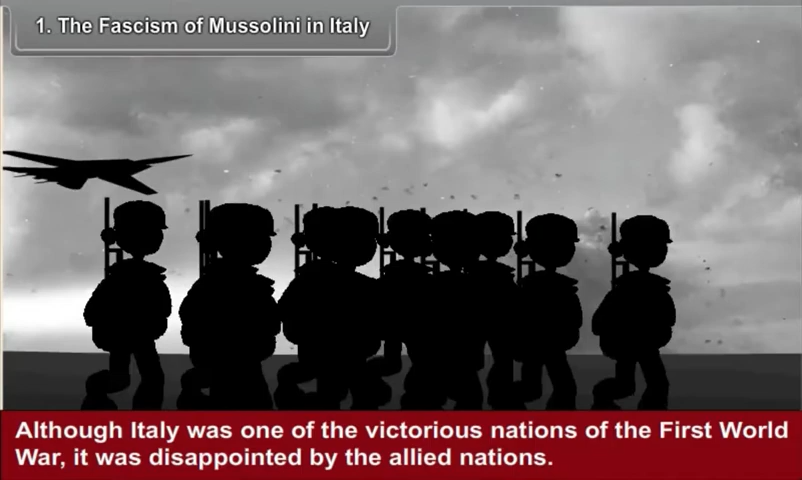 1. The Fascism of Mussolini in Italy
Although Italy was one of the victorious nations of the First World
War, it was disappointed by the allied nations.